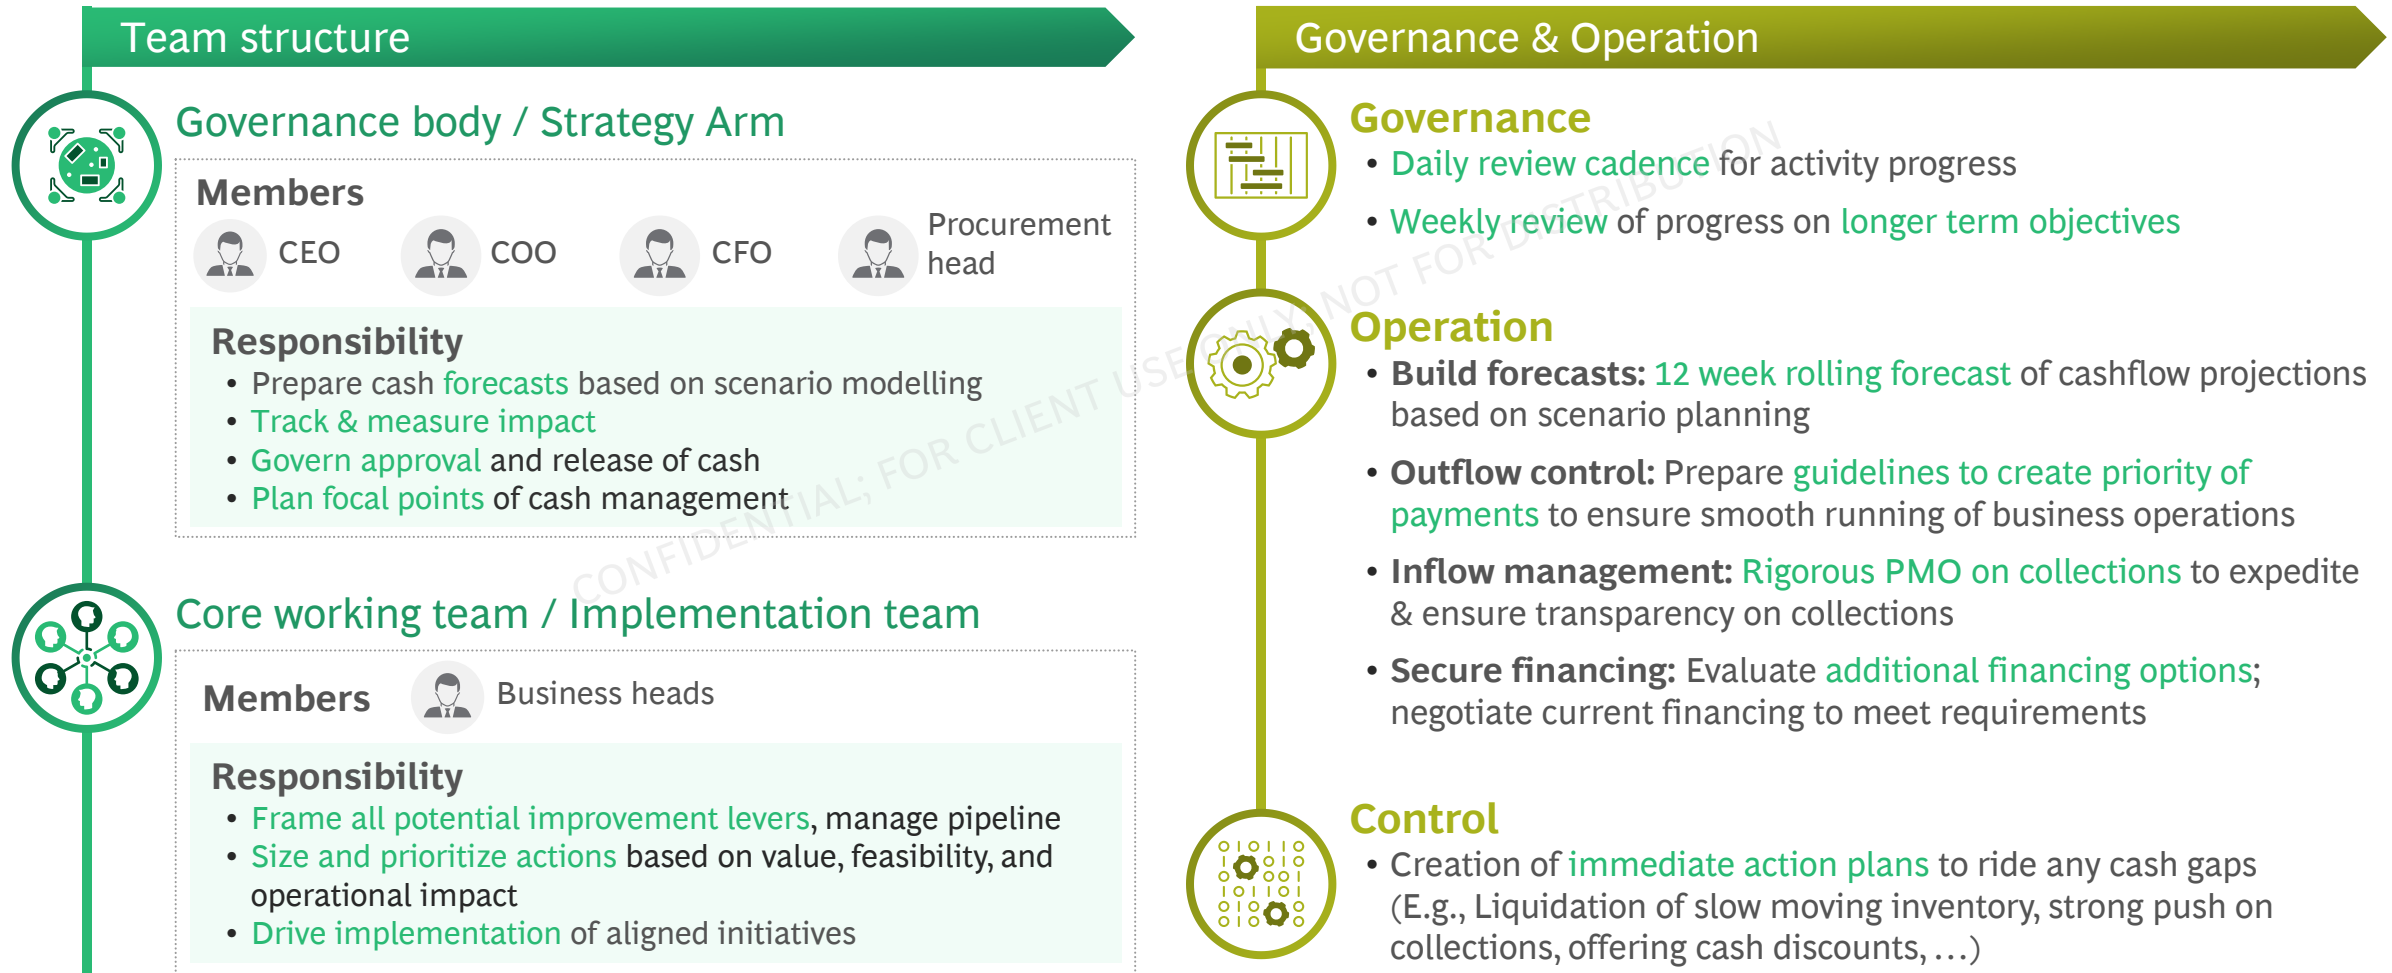 Team structure
Governance body / Strategy Arm
Members
CEO
COO
CFO
Procurement
head
Responsibility
• Prepare cash forecasts based on scenario modelling
• Track & measure impact
• Govern approval and release of cash
• Plan focal points of cash management
Core working team / Implementation team
Members
Business heads
Responsibility
• Frame all potential improvement levers, manage pipeline
• Size and prioritize actions based on value, feasibility, and
operational impact
• Drive implementation of aligned initiatives
Governance & Operation
Governance
• Daily review cadence for activity progress
• Weekly review of progress on longer term objectives
Operation
• Build forecasts: 12 week rolling forecast of cashflow projections
based on scenario planning
• Outflow control: Prepare guidelines to create priority of
payments to ensure smooth running of business operations
• Inflow management: Rigorous PMO on collections to expedite
& ensure transparency on collections
• Secure financing: Evaluate additional financing options;
negotiate current financing to meet requirements
Control
• Creation of immediate action plans to ride any cash gaps
(E.g., Liquidation of slow moving inventory, strong push on
collections, offering cash discounts, …)
CONFIDENTIAL; FOR CLIENT USE ONLY, NOT FOR DISTRIBUTION